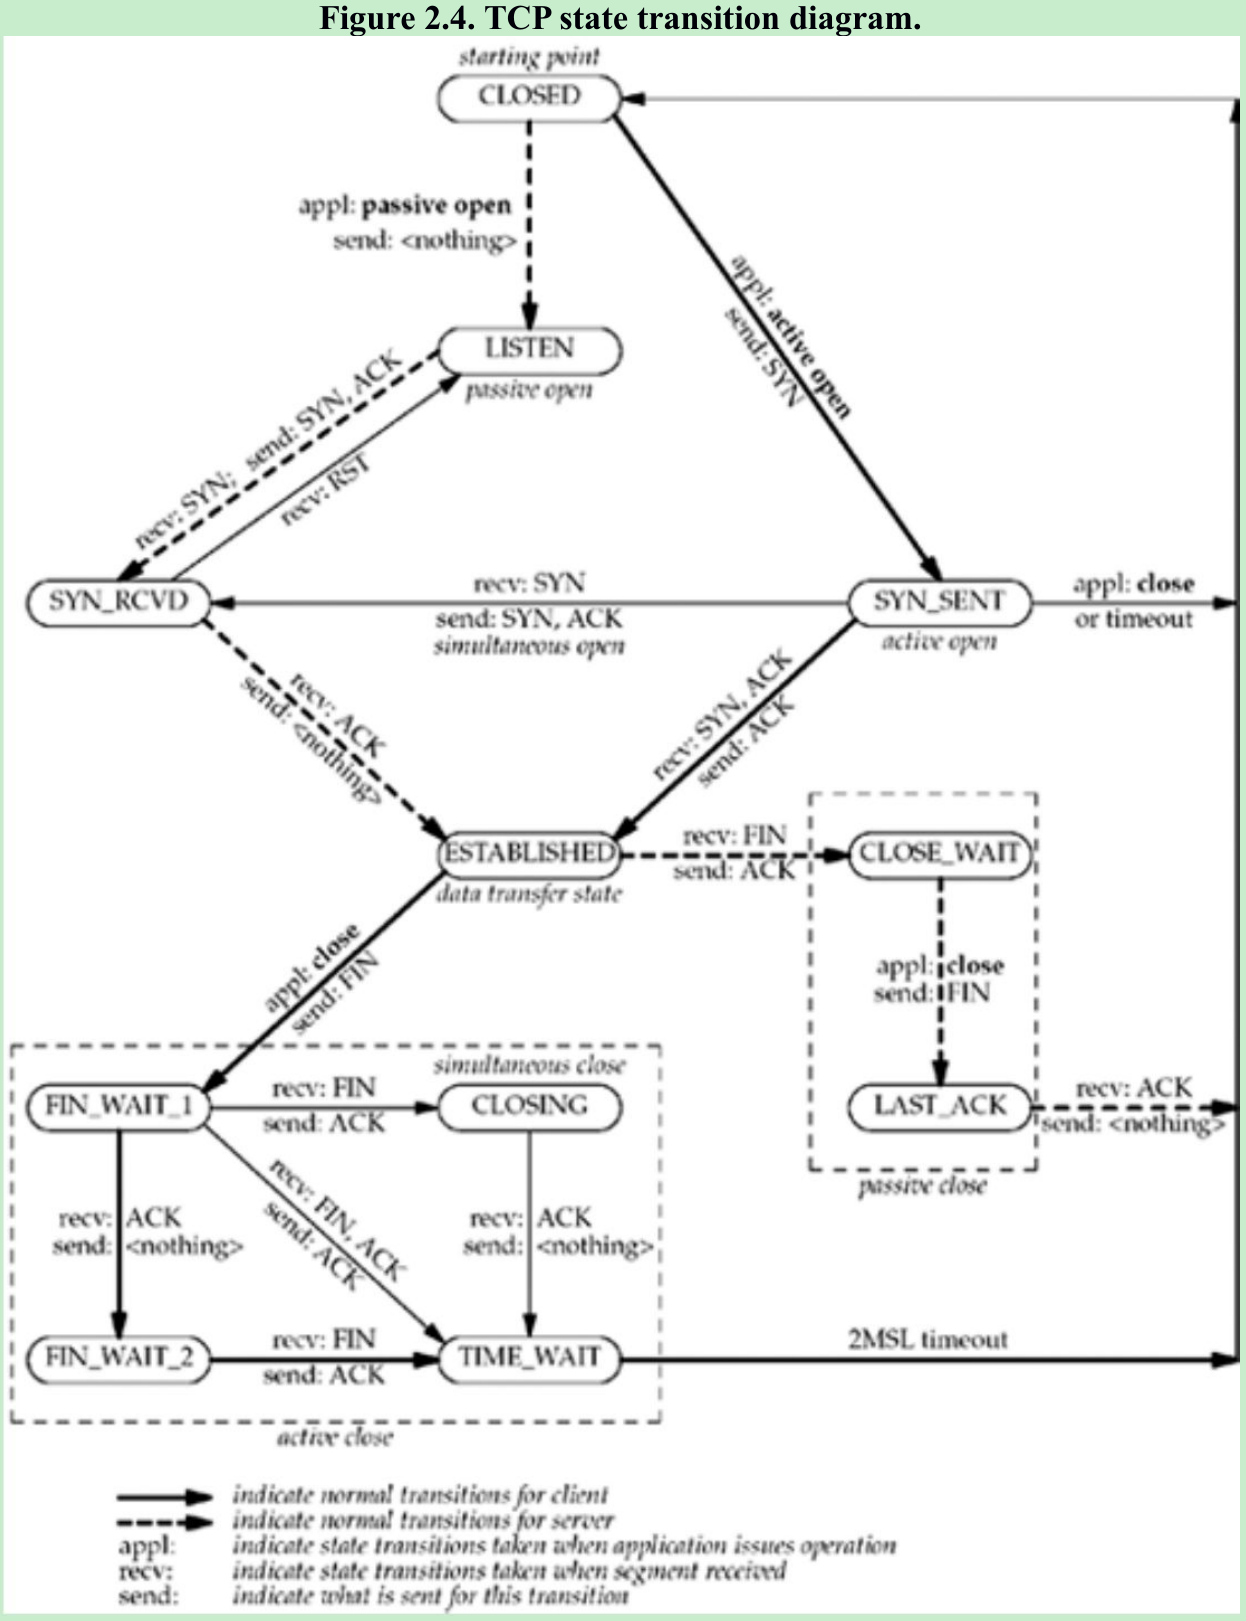 Figure 2.4. TCP state transition diagram.
starting point
CLOSED
appl: passive open
send: <nothing>
appl: active open
send: SYN
LISTEN
passive open
recv: SYN; send: SYN, ACK
recv: RST
SYN_RCVD
recv: SYN
send: SYN, ACK
simultaneous open
SYN_SENT
active open
appl: close
or timeout
recv: ACK
send: <nothing>
recv: SYN, ACK
send: ACK
ESTABLISHED
data transfer state
recv: FIN
send: ACK
CLOSE_WAIT
appl: close
send: FIN
appl: close
send: FIN
simultaneous close
FIN_WAIT_1
recv: FIN
send: ACK
CLOSING
LAST_ACK
recv: ACK
send: <nothing>
passive close
recv: ACK
send: <nothing>
recv: FIN, ACK
send: ACK
recv: ACK
send: <nothing>
FIN_WAIT_2
recv: FIN
send: ACK
TIME_WAIT
2MSL timeout
active close
indicate normal transitions for client
indicate normal transitions for server
appl: indicate state transitions taken when application issues operation
recv: indicate state transitions taken when segment received
send: indicate what is sent for this transition